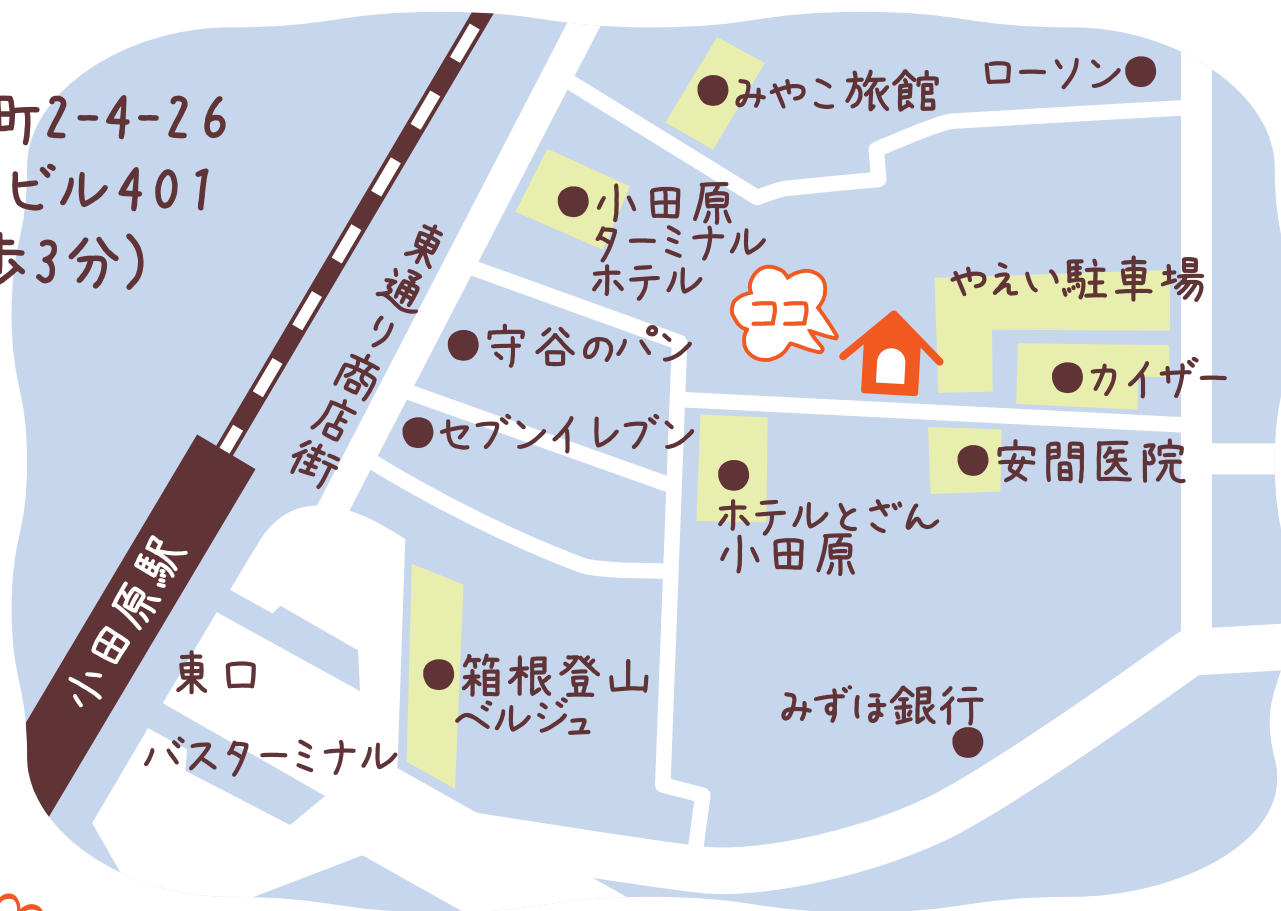 町2-4-26
ビル401
歩3分)
みやこ旅館
ローソン
小田原
ターミナル
ホテル
東通り商店街
ココ
やえい駐車場
守谷のパン
カイザー
セブンイレブン
安間医院
ホテルとざん
小田原
小田原駅
東口
箱根登山
ベルジュ
みずほ銀行
バスターミナル